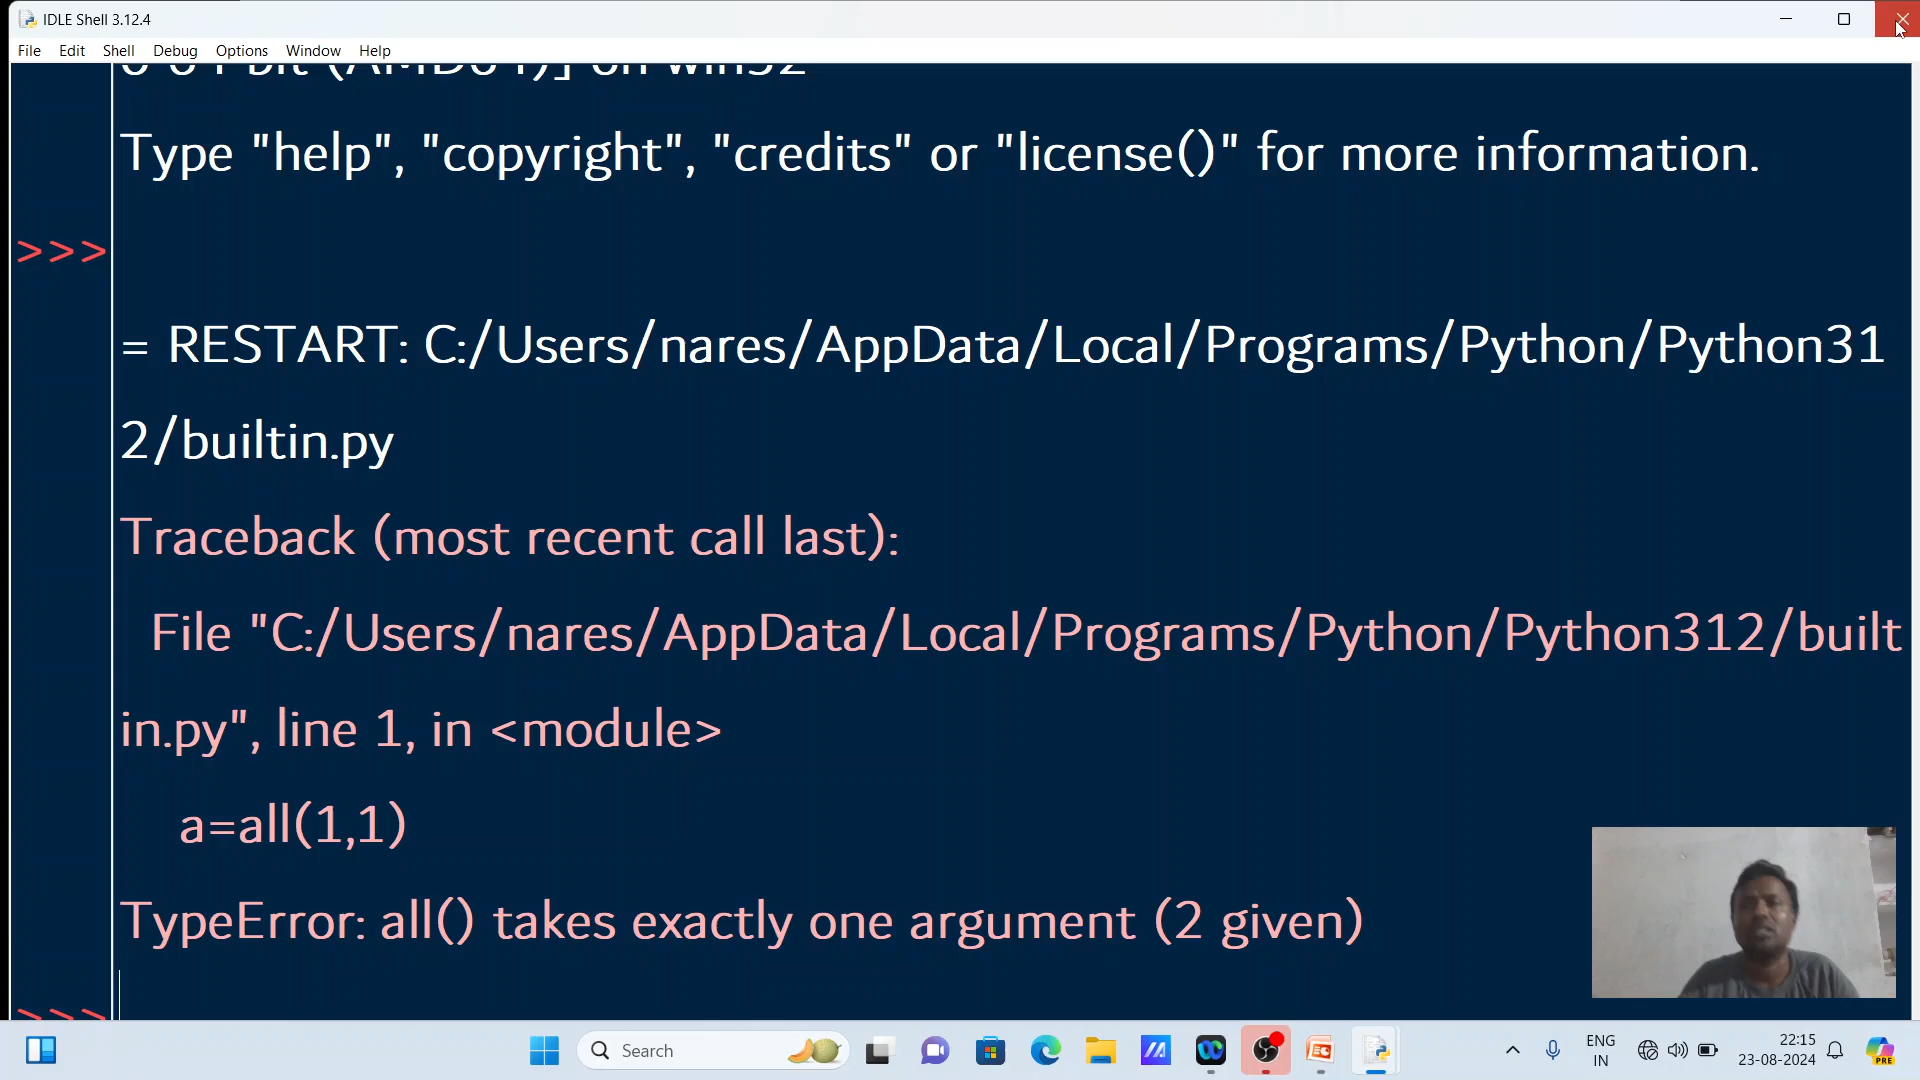 IDLE Shell 3.12.4
File Edit Shell Debug Options Window Help
Type "help", "copyright", "credits" or "license()" for more information.
>>>
= RESTART: C:/Users/nares/AppData/Local/Programs/Python/Python31
2/builtin.py
Traceback (most recent call last):
File "C:/Users/nares/AppData/Local/Programs/Python/Python312/built
in.py", line 1, in <module>
a=all(1,1)
TypeError: all() takes exactly one argument (2 given)
>>>
Search
ENG
IN
22:15
23-08-2024
PRE